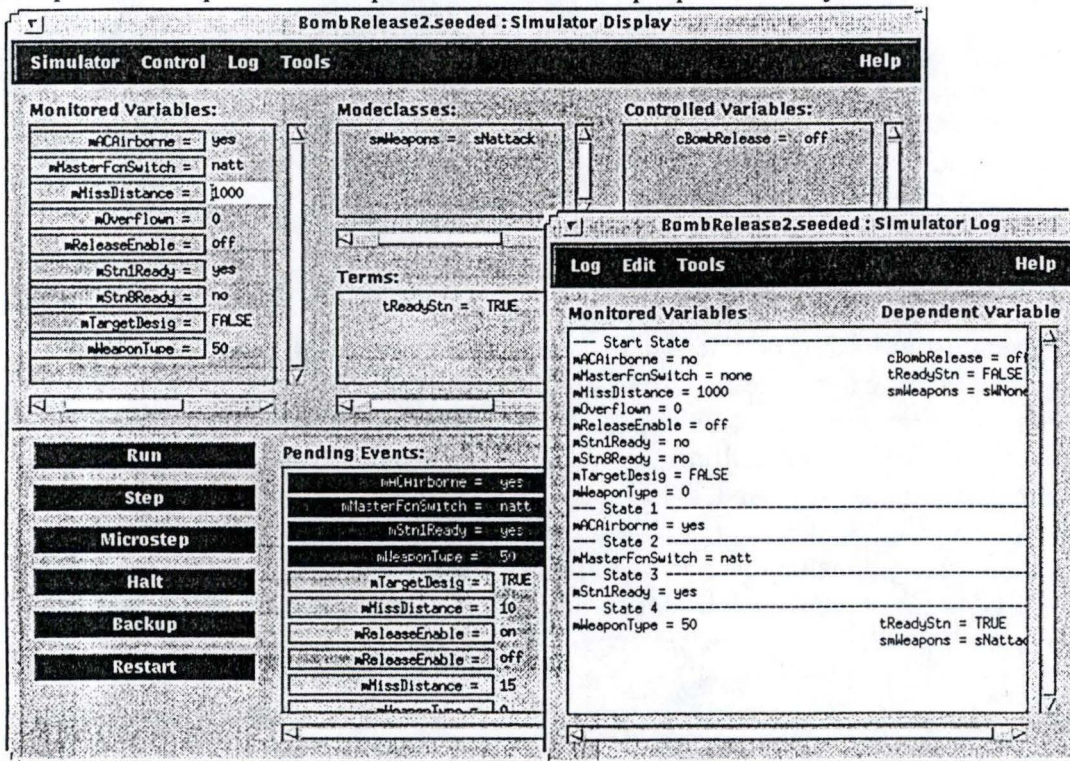 BombRelease2.seeded : Simulator Display
Simulator Control Log Tools Help
Monitored Variables:
mACAirborne = yes
mMasterFcnSwitch = natt
mMissDistance = 1000
mOverflown = 0
mReleaseEnable = off
mStn1Ready = yes
mStn8Ready = no
mTargetDesig = FALSE
mWeaponType = 50
Modeclasses:
smWeapons = sNattack
Controlled Variables:
cBombRelease = off
Terms:
tReadyStn = TRUE
Run
Step
Microstep
Halt
Backup
Restart
Pending Events:
mACAirborne = yes
mMasterFcnSwitch = natt
mStn1Ready = yes
mWeaponType = 50
mTargetDesig = TRUE
mMissDistance = 10
mReleaseEnable = on
mReleaseEnable = off
mMissDistance = 15
mWeaponType = 0
BombRelease2.seeded : Simulator Log
Log Edit Tools Help
Monitored Variables Dependent Variable
--- Start State ---
mACAirborne = no cBombRelease = off
mMasterFcnSwitch = none tReadyStn = FALSE
mMissDistance = 1000 smWeapons = sWNone
mOverflown = 0
mReleaseEnable = off
mStn1Ready = no
mStn8Ready = no
mTargetDesig = FALSE
mWeaponType = 0
--- State 1 ---
mACAirborne = yes
--- State 2 ---
mMasterFcnSwitch = natt
--- State 3 ---
mStn1Ready = yes
--- State 4 ---
mWeaponType = 50 tReadyStn = TRUE
smWeapons = sNattac